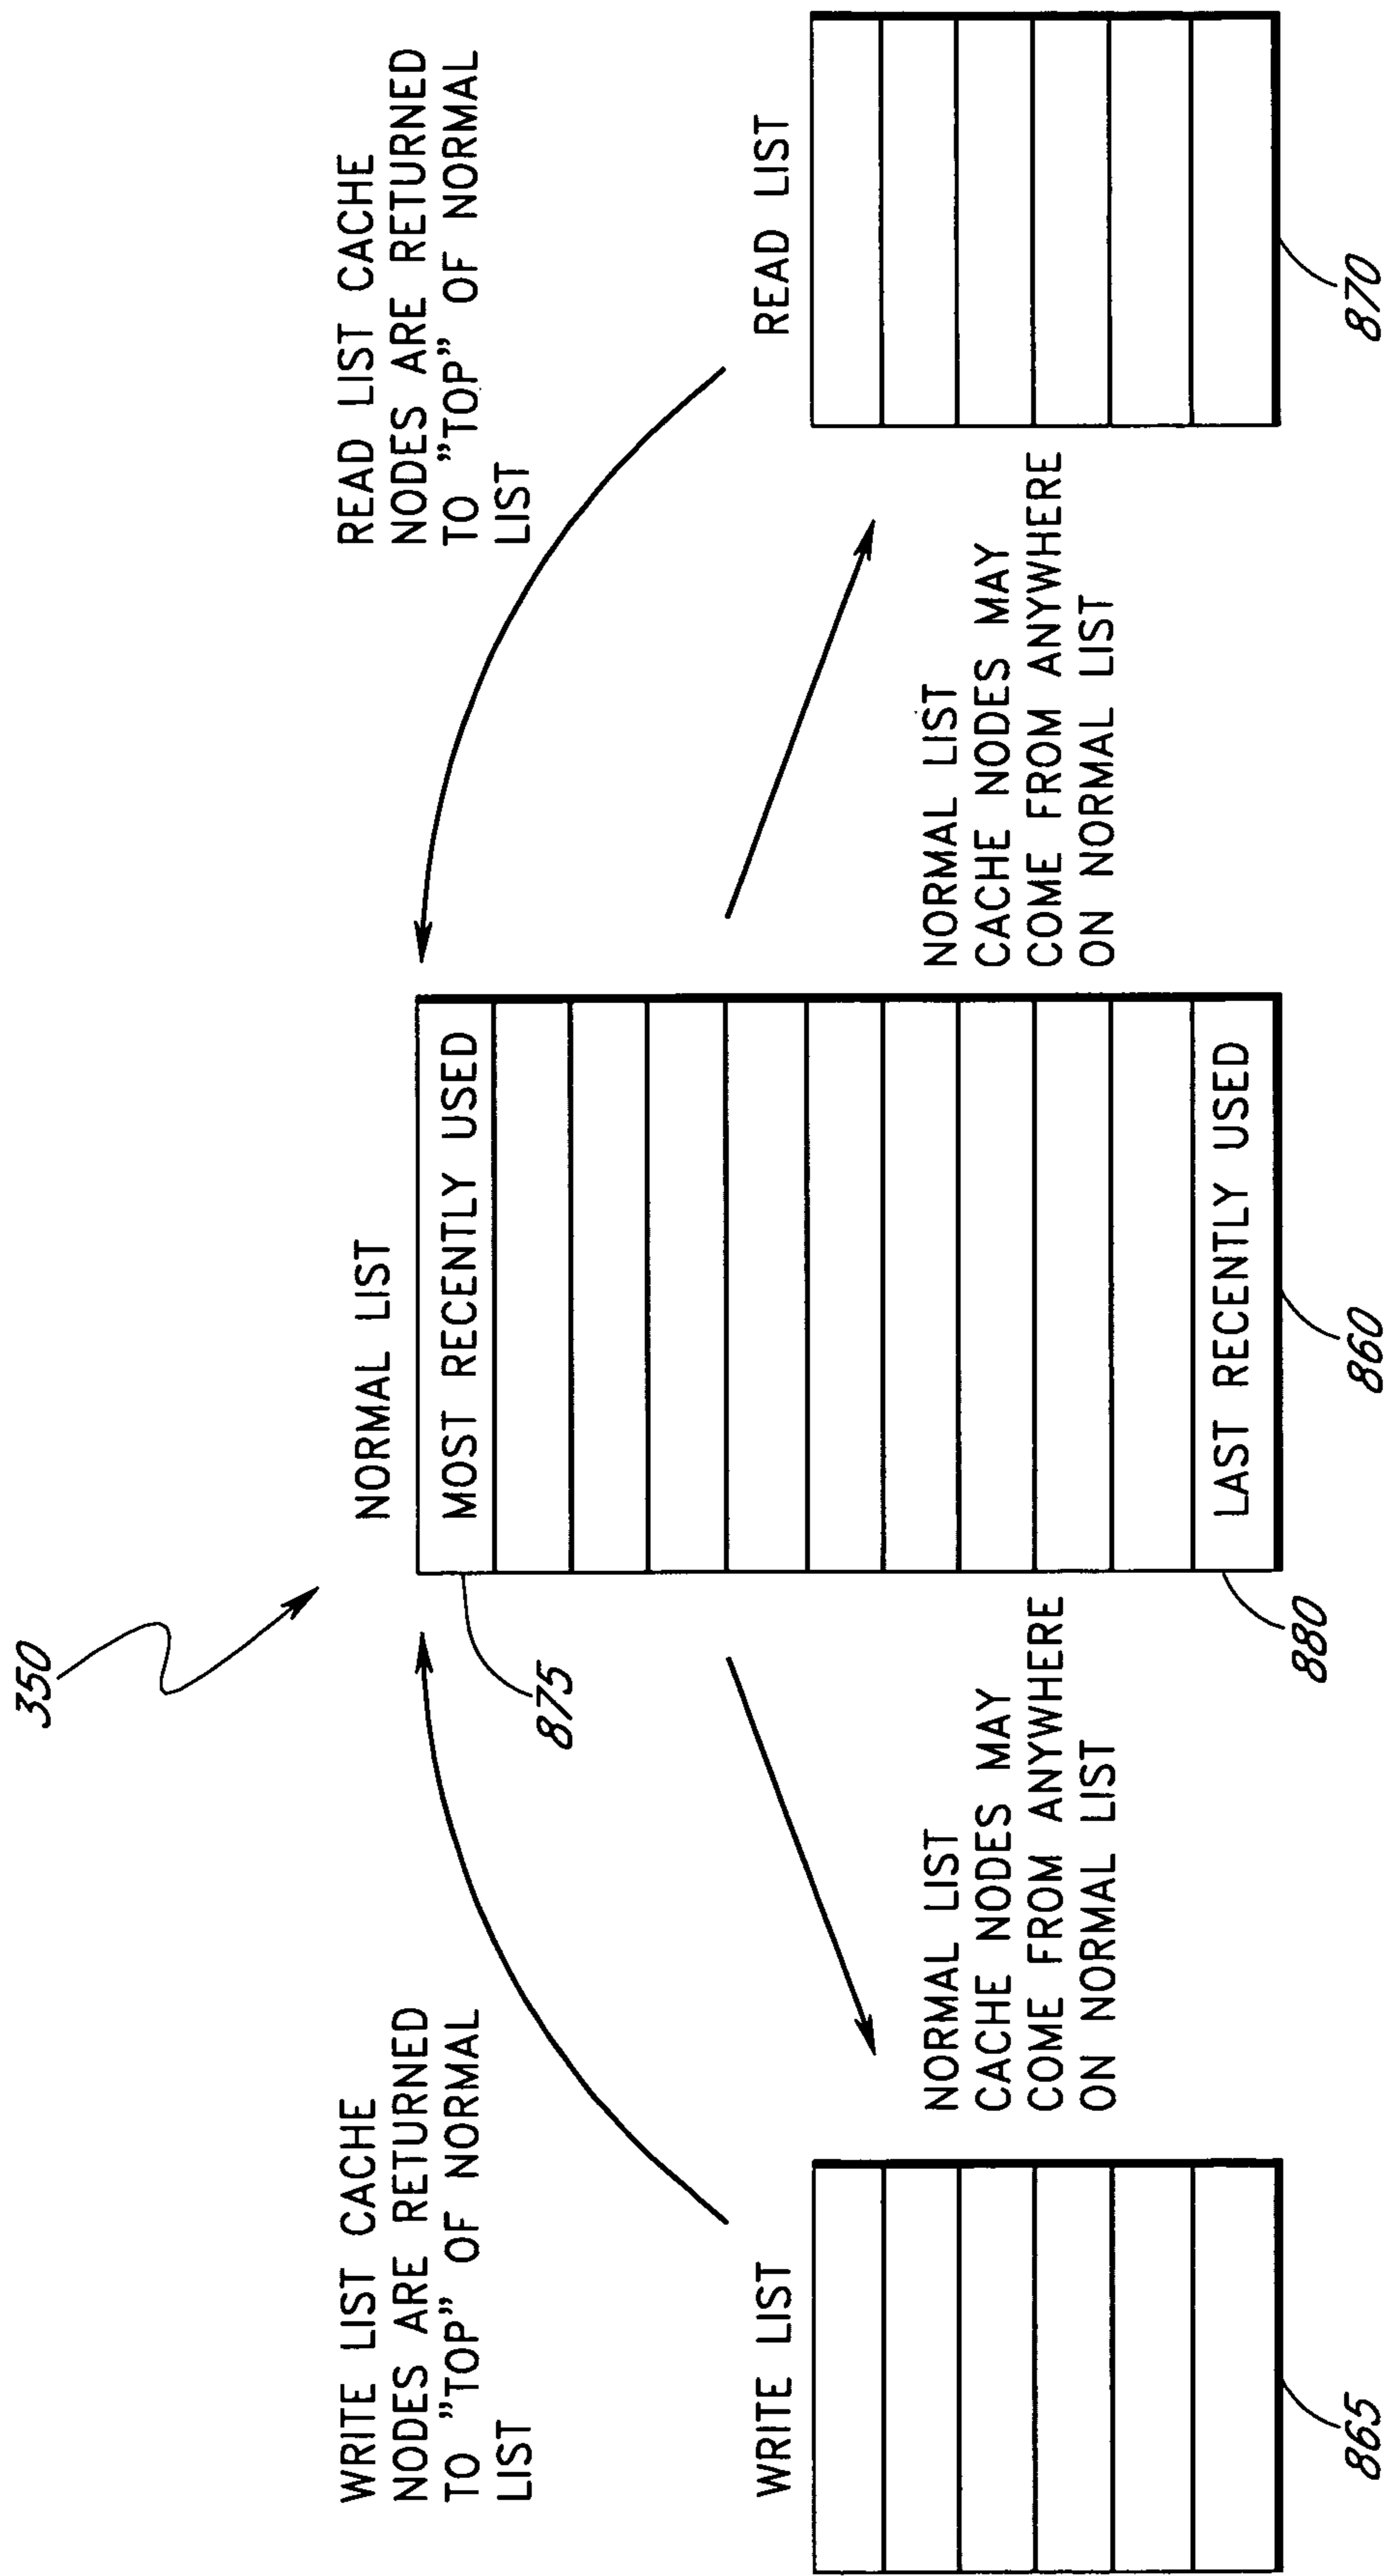 350
WRITE LIST CACHE
NODES ARE RETURNED
TO "TOP" OF NORMAL
LIST
NORMAL LIST
READ LIST CACHE
NODES ARE RETURNED
TO "TOP" OF NORMAL
LIST
875
MOST RECENTLY USED
WRITE LIST
READ LIST
NORMAL LIST
CACHE NODES MAY
COME FROM ANYWHERE
ON NORMAL LIST
NORMAL LIST
CACHE NODES MAY
COME FROM ANYWHERE
ON NORMAL LIST
LAST RECENTLY USED
880
865
860
870